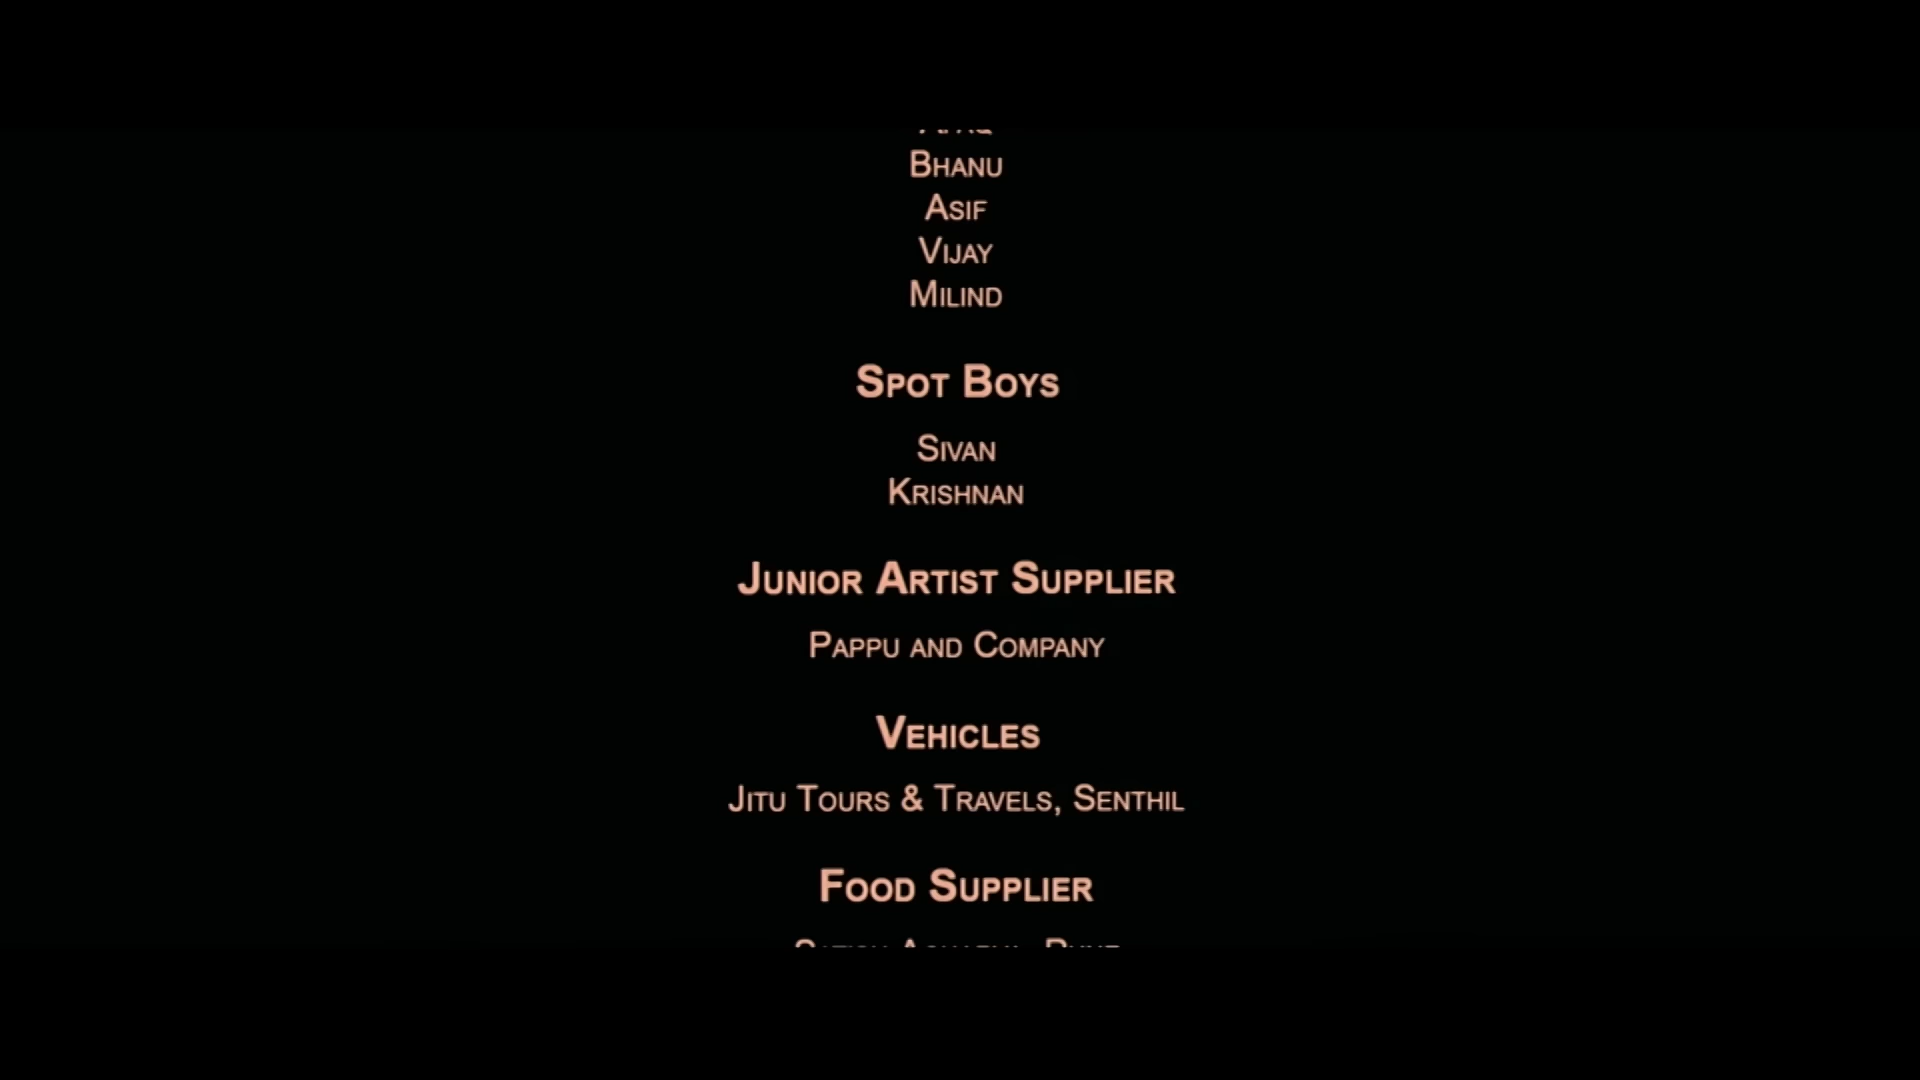 Bhanu
Asif
Vijay
Milind
Spot Boys
Sivan
Krishnan
Junior Artist Supplier
Pappu and Company
Vehicles
Jitu Tours & Travels, Senthil
Food Supplier